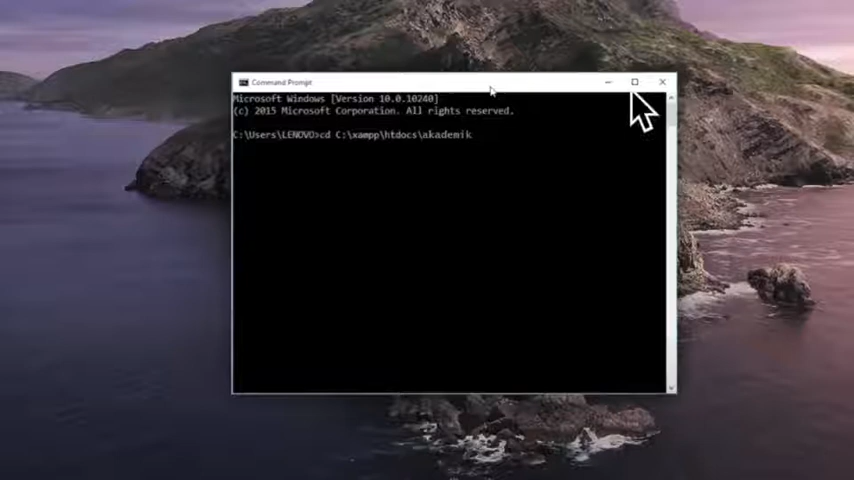 Command Prompt
Microsoft Windows [Version 10.0.10240]
(c) 2015 Microsoft Corporation. All rights reserved.
C:\Users\LENOVO>cd C:\xampp\htdocs\akademik